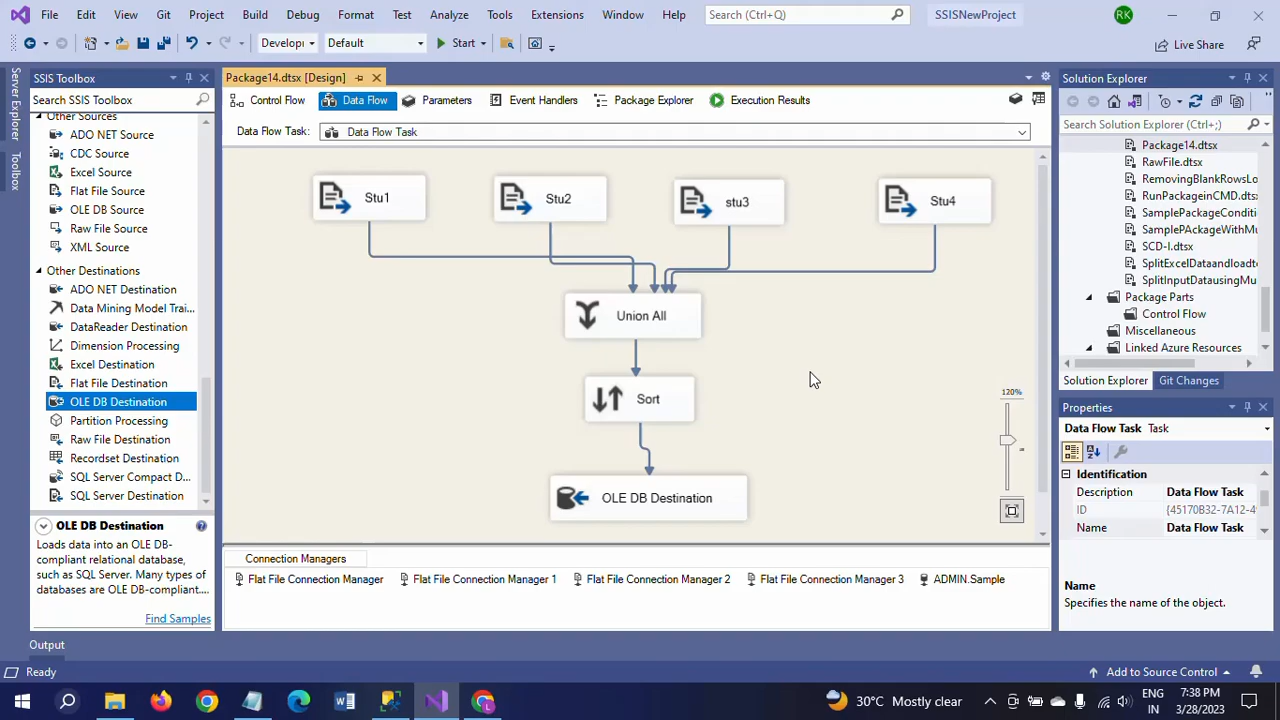 File Edit View Git Project Build Debug Format Test Analyze Tools Extensions Window Help Search (Ctrl+Q) SSISNewProject RK
Developi Default Start Live Share
Server Explorer
Toolbox
SSIS Toolbox
Search SSIS Toolbox
Other Sources
ADO NET Source
CDC Source
Excel Source
Flat File Source
OLE DB Source
Raw File Source
XML Source
Other Destinations
ADO NET Destination
Data Mining Model Trai...
DataReader Destination
Dimension Processing
Excel Destination
Flat File Destination
OLE DB Destination
Partition Processing
Raw File Destination
Recordset Destination
SQL Server Compact D...
SQL Server Destination
OLE DB Destination
Loads data into an OLE DB-
compliant relational database,
such as SQL Server. Many types of
databases are OLE DB-compliant....
Find Samples
Package14.dtsx [Design]
Control Flow Data Flow Parameters Event Handlers Package Explorer Execution Results
Data Flow Task: Data Flow Task
Stu1 Stu2 stu3 Stu4
Union All
Sort
OLE DB Destination
120%
Connection Managers
Flat File Connection Manager Flat File Connection Manager 1 Flat File Connection Manager 2 Flat File Connection Manager 3 ADMIN.Sample
Solution Explorer
Search Solution Explorer (Ctrl+;)
Package14.dtsx
RawFile.dtsx
RemovingBlankRowsLo
RunPackageinCMD.dtsx
SamplePackageConditi
SamplePAckageWithMu
SCD-I.dtsx
SplitExcelDataandloadt
SplitInputDatausingMu
Package Parts
Control Flow
Miscellaneous
Linked Azure Resources
Solution Explorer Git Changes
Properties
Data Flow Task Task
Identification
Description Data Flow Task
ID {45170B32-7A12-4
Name Data Flow Task
Name
Specifies the name of the object.
Output
Ready Add to Source Control
30°C Mostly clear ENG IN 7:38 PM 3/28/2023